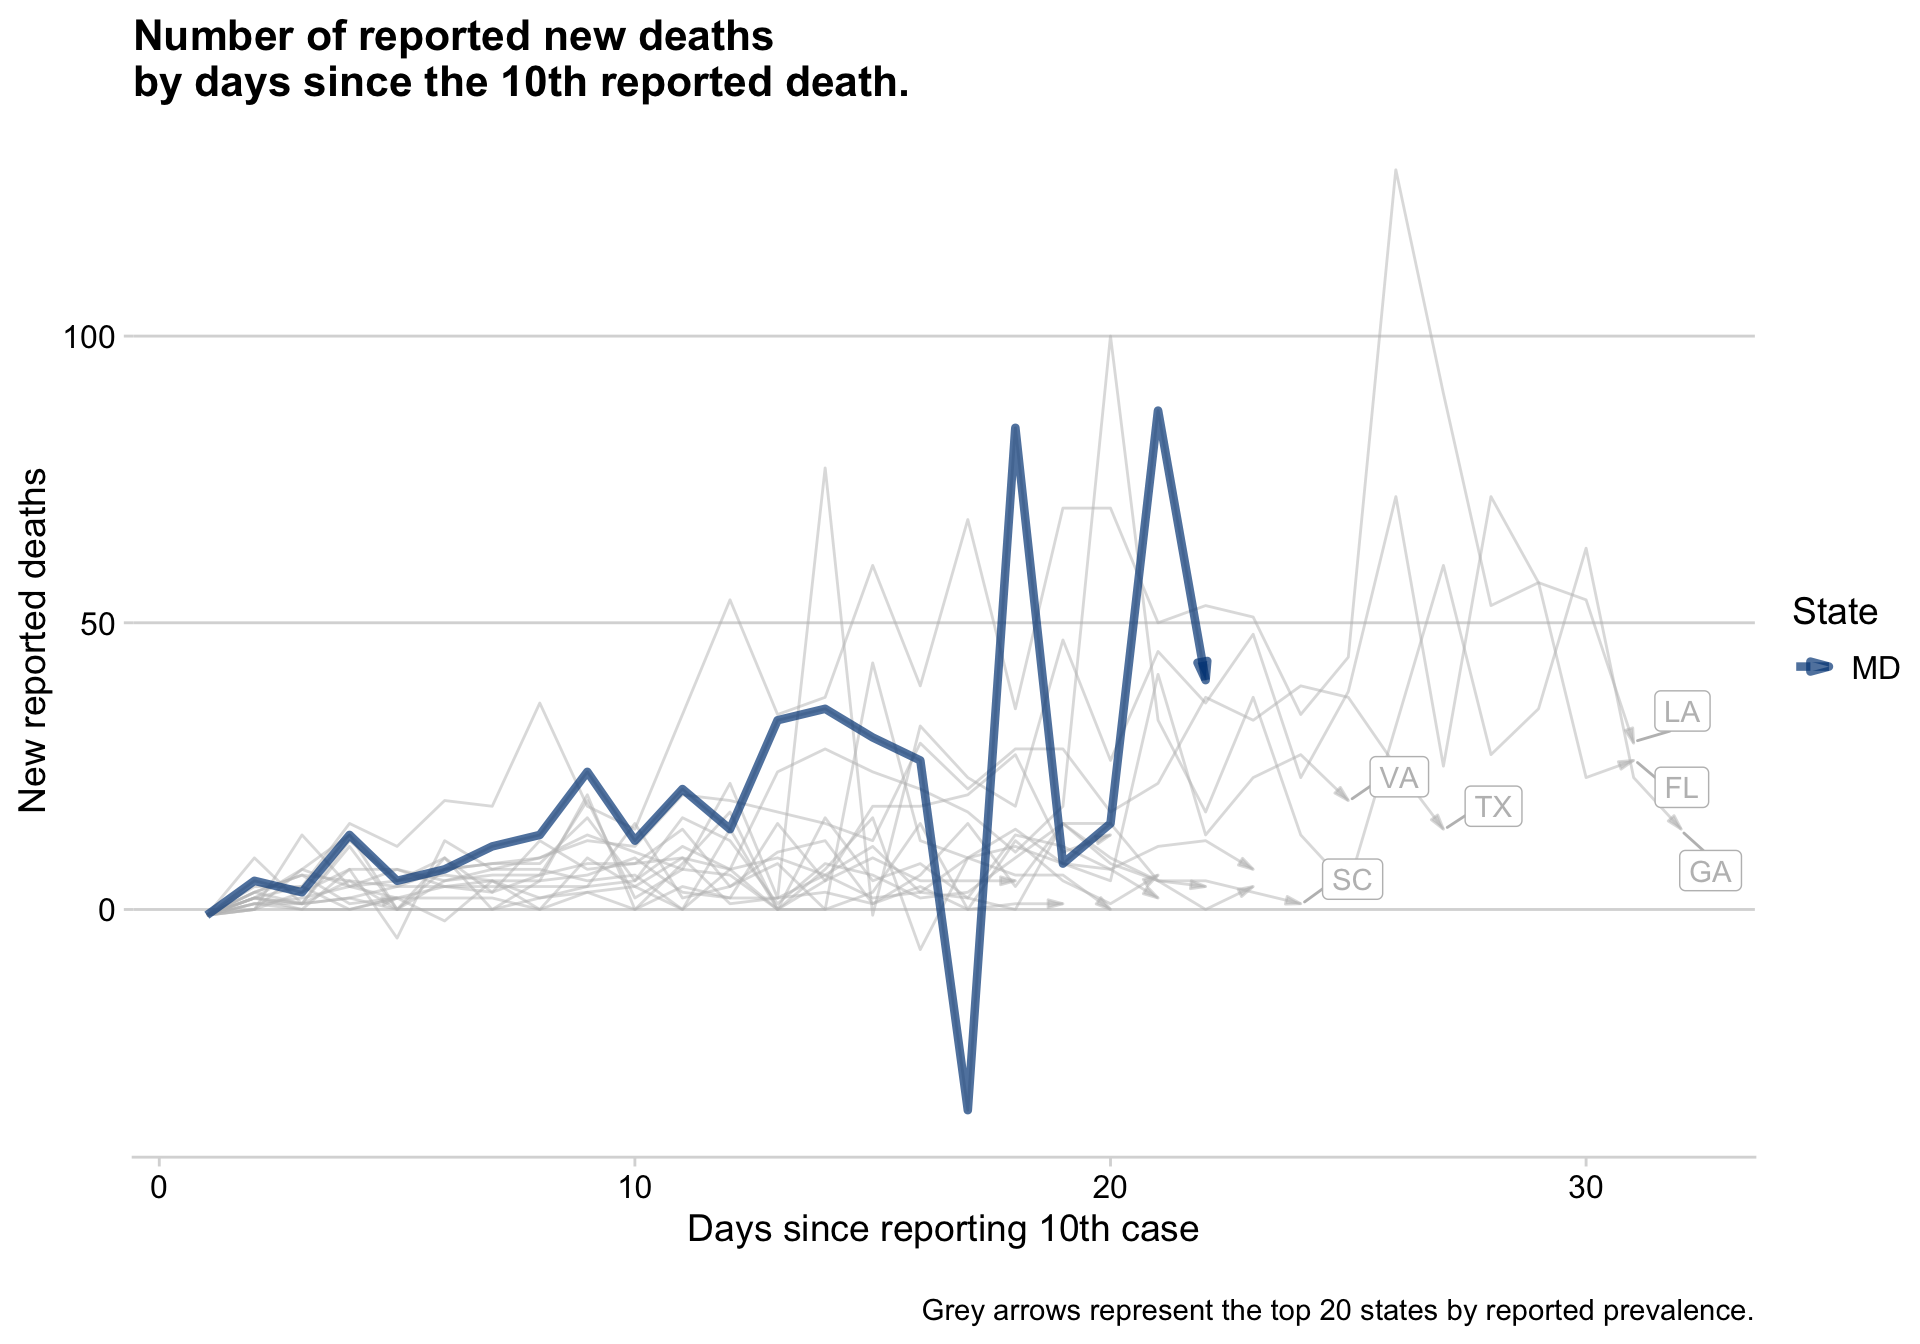 Number of reported new deaths
by days since the 10th reported death.
100
50
0
New reported deaths
LA
VA
FL
TX
SC
GA
State
MD
0
10
20
30
Days since reporting 10th case
Grey arrows represent the top 20 states by reported prevalence.